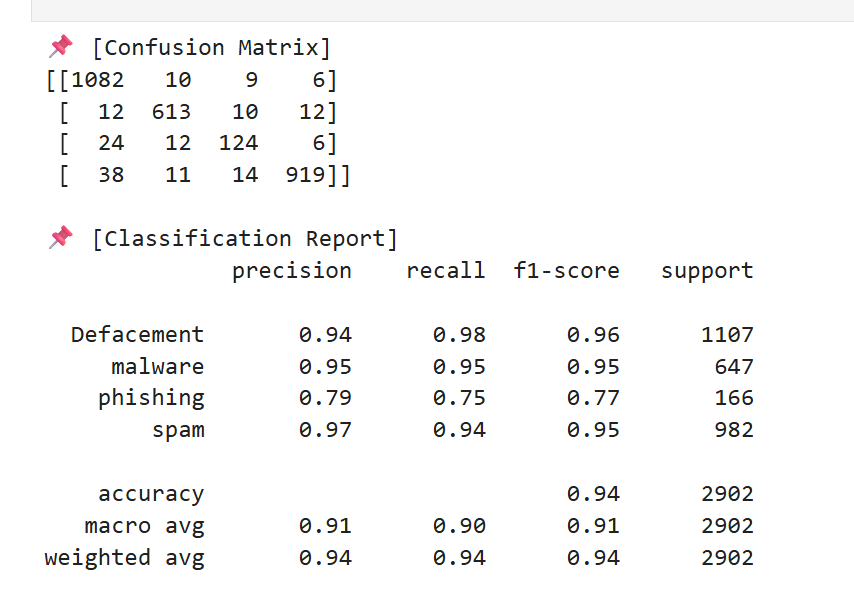 📌 [Confusion Matrix]
[[1082   10    9    6]
 [  12  613   10   12]
 [  24   12  124    6]
 [  38   11   14  919]]
📌 [Classification Report]
              precision    recall  f1-score   support
  Defacement       0.94      0.98      0.96      1107
     malware       0.95      0.95      0.95       647
    phishing       0.79      0.75      0.77       166
        spam       0.97      0.94      0.95       982
    accuracy                           0.94      2902
   macro avg       0.91      0.90      0.91      2902
weighted avg       0.94      0.94      0.94      2902